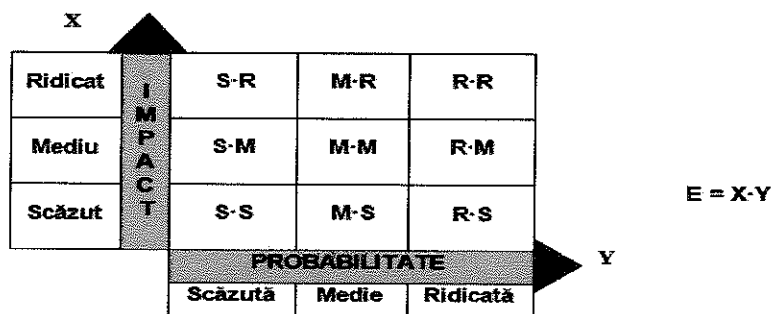 X
Ridicat S-R M-R R-R
IMPACT
Mediu S-M M-M R-M
Scăzut S-S M-S R-S
E = X-Y
PROBABILITATE Y
Scăzută Medie Ridicată